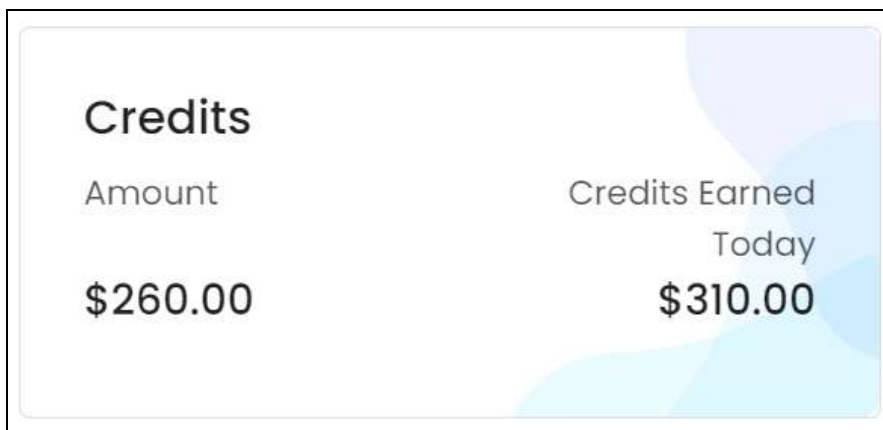 Credits
Amount
Credits Earned
Today
$260.00
$310.00